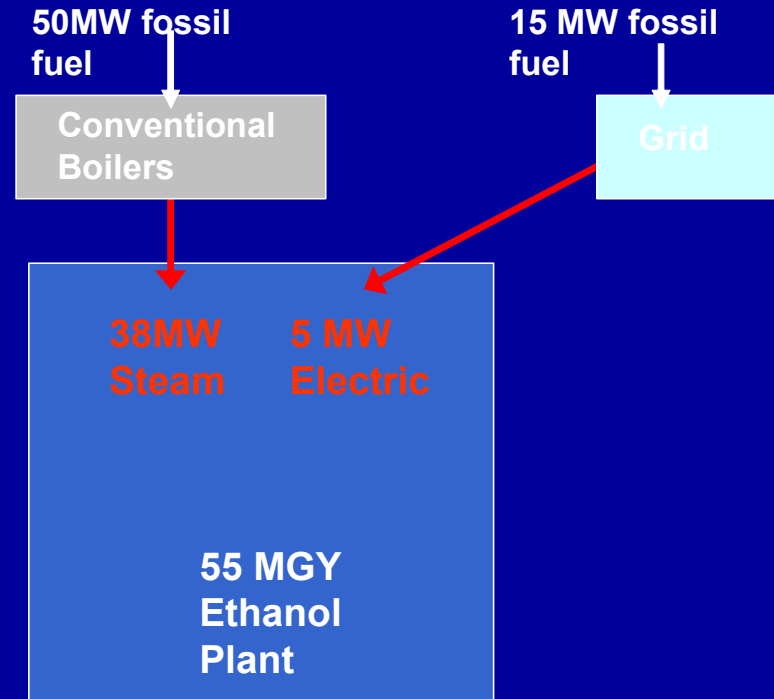 50MW fossil
fuel
15 MW fossil
fuel
Conventional
Boilers
Grid
38MW
Steam
5 MW
Electric
55 MGY
Ethanol
Plant